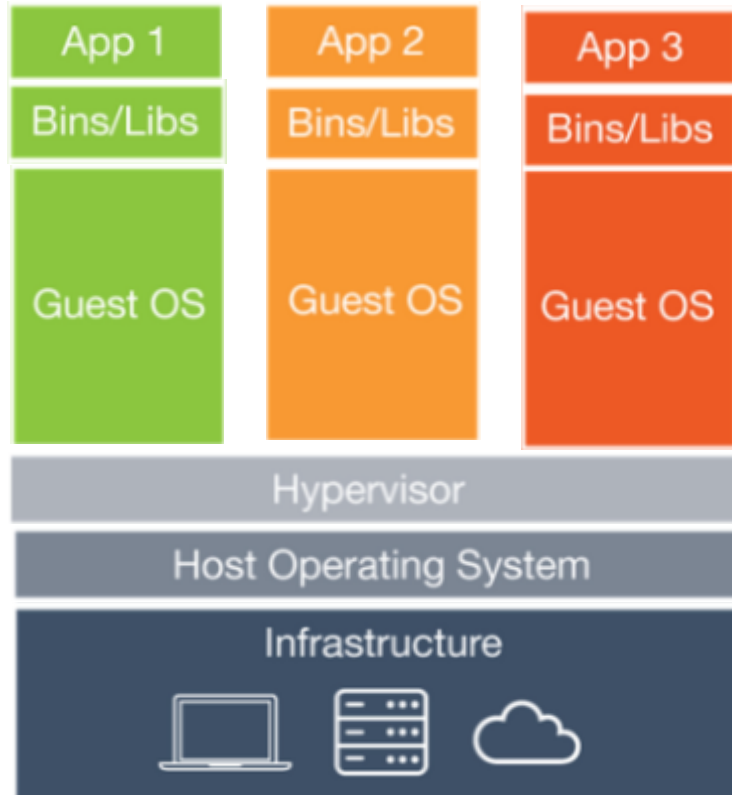 App 1
App 2
App 3
Bins/Libs
Bins/Libs
Bins/Libs
Guest OS
Guest OS
Guest OS
Hypervisor
Host Operating System
Infrastructure